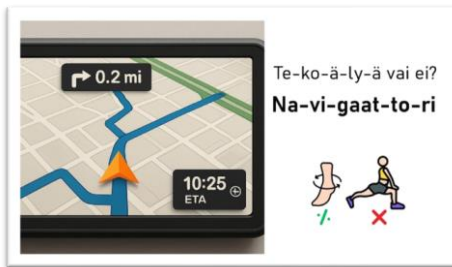 0.2 mi
10:25
ETA
Te-ko-ä-ly-ä vai ei?
Na-vi-gaat-to-ri